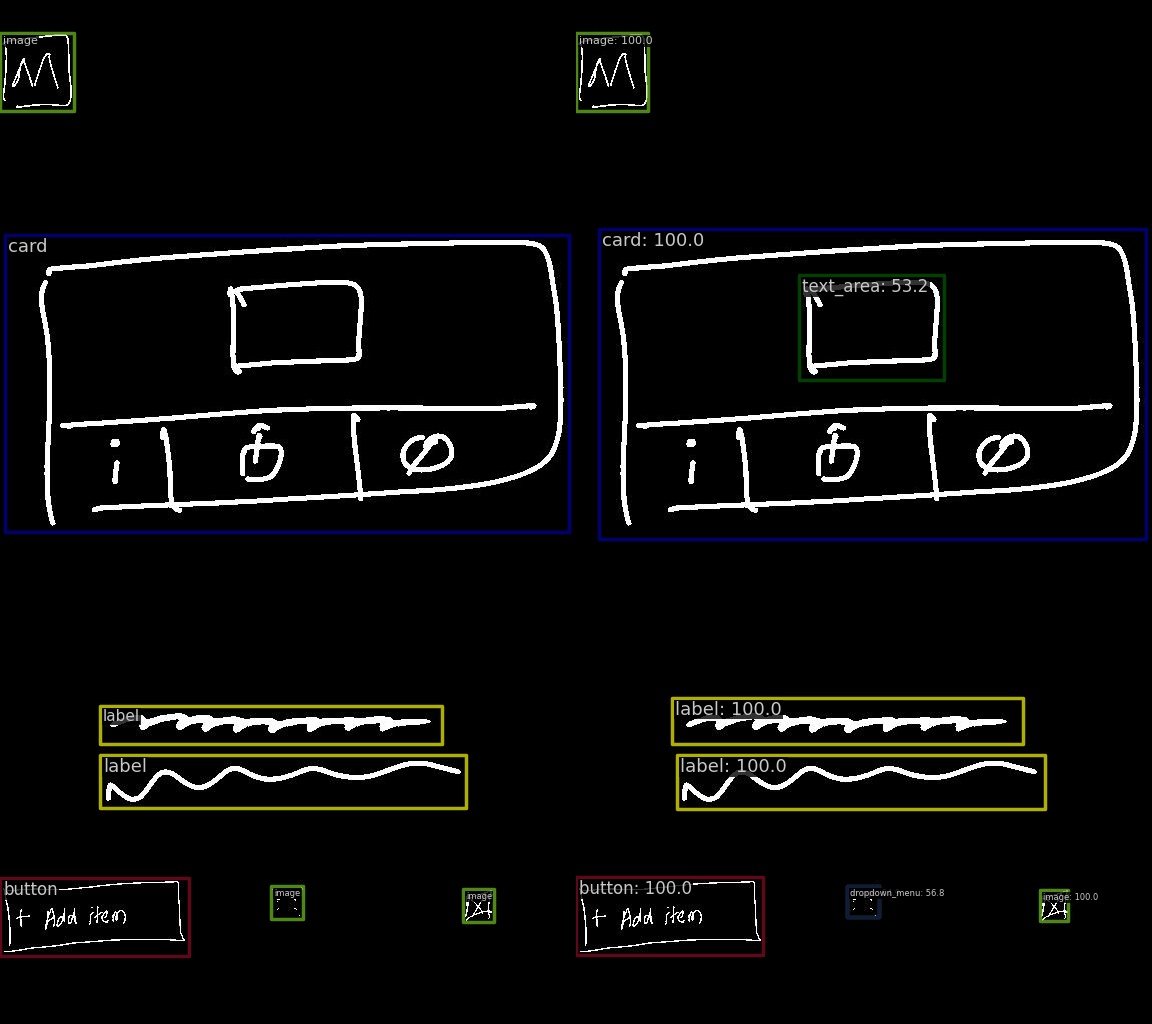 image image: 100.0
M M
card card: 100.0
text_area: 53.2
i i
label label: 100.0
label label: 100.0
button image image button: 100.0 dropdown_menu: 56.8 image: 100.0
+ Add item + Add item